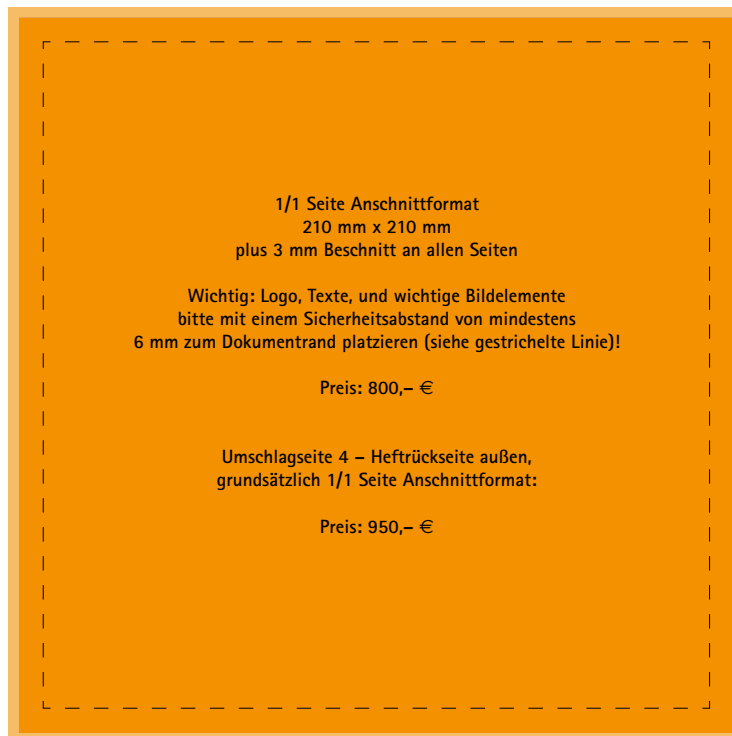 1/1 Seite Anschnittformat
210 mm x 210 mm
plus 3 mm Beschnitt an allen Seiten
Wichtig: Logo, Texte, und wichtige Bildelemente
bitte mit einem Sicherheitsabstand von mindestens
6 mm zum Dokumentrand platzieren (siehe gestrichelte Linie)!
Preis: 800,– €
Umschlagseite 4 – Heftrückseite außen,
grundsätzlich 1/1 Seite Anschnittformat:
Preis: 950,– €